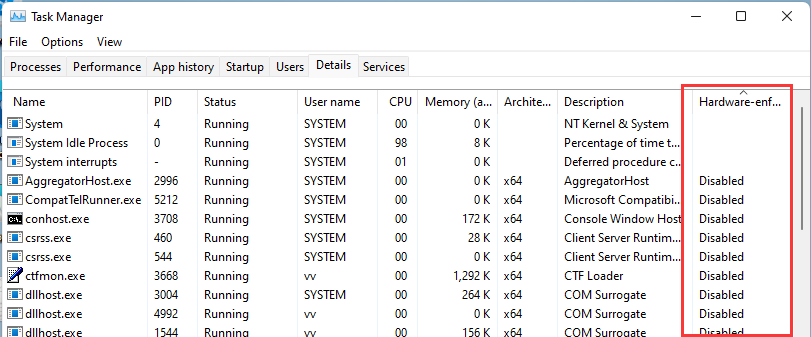 Task Manager
File Options View
Processes Performance App history Startup Users Details Services
Name PID Status User name CPU Memory (a... Archite... Description Hardware-enf...
System 4 Running SYSTEM 00 0 K NT Kernel & System
System Idle Process 0 Running SYSTEM 98 8 K Percentage of time t...
System interrupts - Running SYSTEM 01 0 K Deferred procedure c...
AggregatorHost.exe 2996 Running SYSTEM 00 0 K x64 AggregatorHost Disabled
CompatTelRunner.exe 5212 Running SYSTEM 00 0 K x64 Microsoft Compatibi... Disabled
conhost.exe 3708 Running SYSTEM 00 172 K x64 Console Window Host Disabled
csrss.exe 460 Running SYSTEM 00 28 K x64 Client Server Runtim... Disabled
csrss.exe 544 Running SYSTEM 00 0 K x64 Client Server Runtim... Disabled
ctfmon.exe 3668 Running vv 00 1,292 K x64 CTF Loader Disabled
dllhost.exe 3004 Running SYSTEM 00 264 K x64 COM Surrogate Disabled
dllhost.exe 4992 Running vv 00 0 K x64 COM Surrogate Disabled
dllhost.exe 1544 Running vv 00 156 K x64 COM Surrogate Disabled